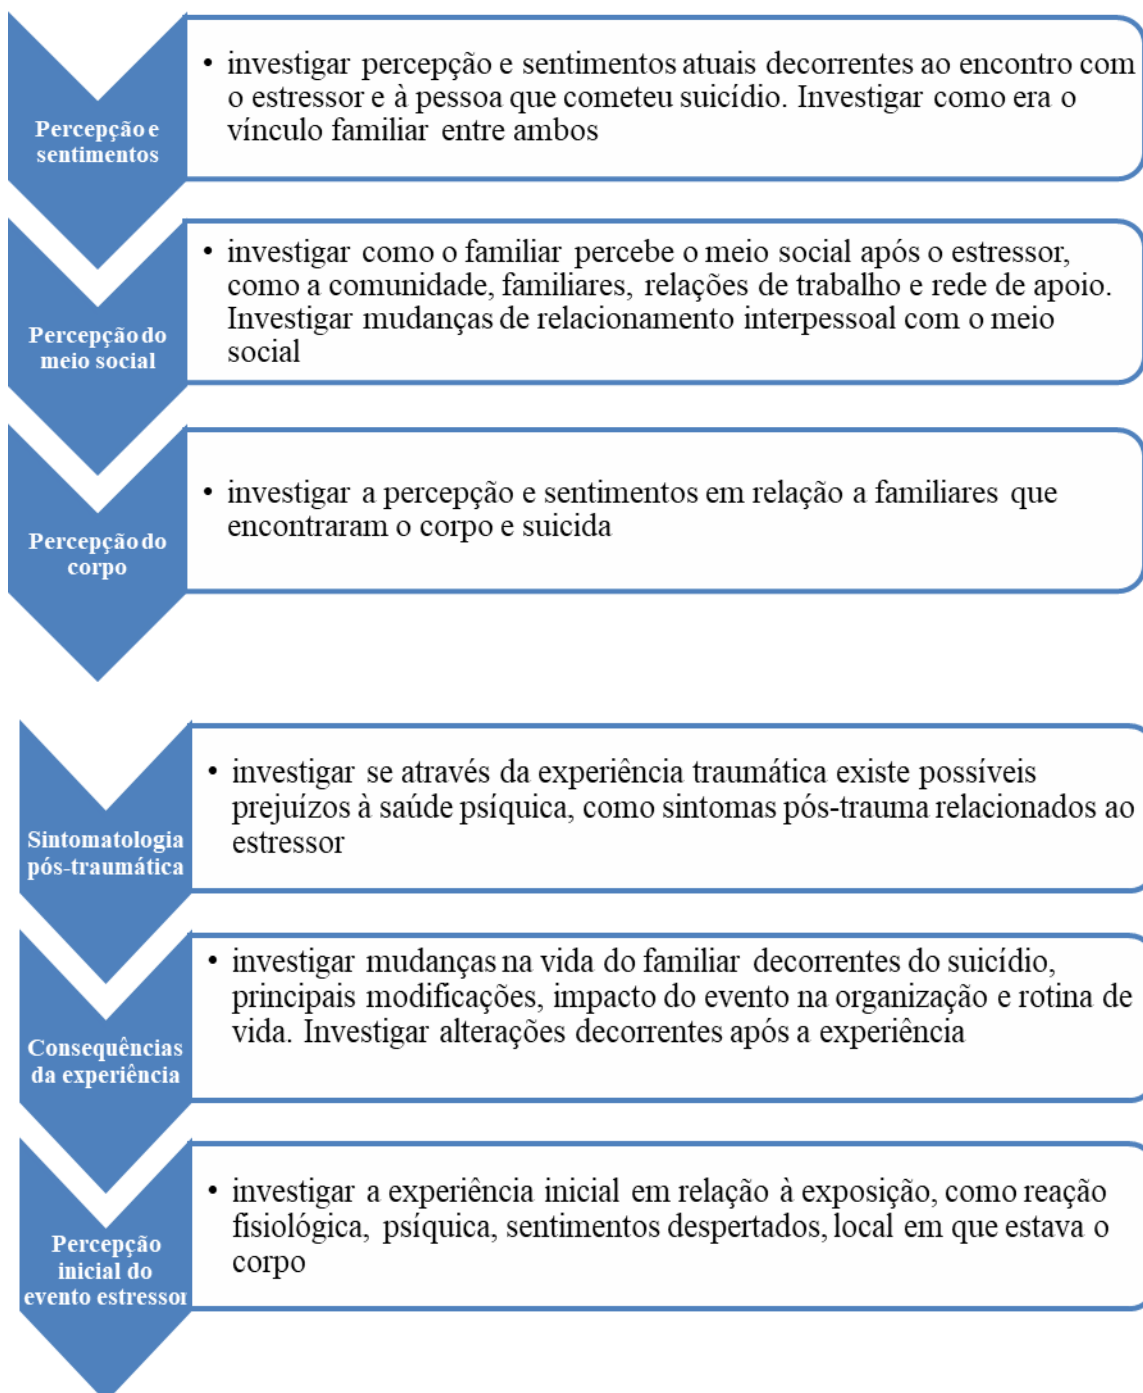 Percepção e
sentimentos
• investigar percepção e sentimentos atuais decorrentes ao encontro com
o estressor e à pessoa que cometeu suicídio. Investigar como era o
vínculo familiar entre ambos
Percepção do
meio social
• investigar como o familiar percebe o meio social após o estressor,
como a comunidade, familiares, relações de trabalho e rede de apoio.
Investigar mudanças de relacionamento interpessoal com o meio
social
Percepção do
corpo
• investigar a percepção e sentimentos em relação a familiares que
encontraram o corpo e suicida
Sintomatologia
pós-traumática
• investigar se através da experiência traumática existe possíveis
prejuízos à saúde psíquica, como sintomas pós-trauma relacionados ao
estressor
Consequências
da experiência
• investigar mudanças na vida do familiar decorrentes do suicídio,
principais modificações, impacto do evento na organização e rotina de
vida. Investigar alterações decorrentes após a experiência
Percepção
inicial do
evento estressor
• investigar a experiência inicial em relação à exposição, como reação
fisiológica, psíquica, sentimentos despertados, local em que estava o
corpo